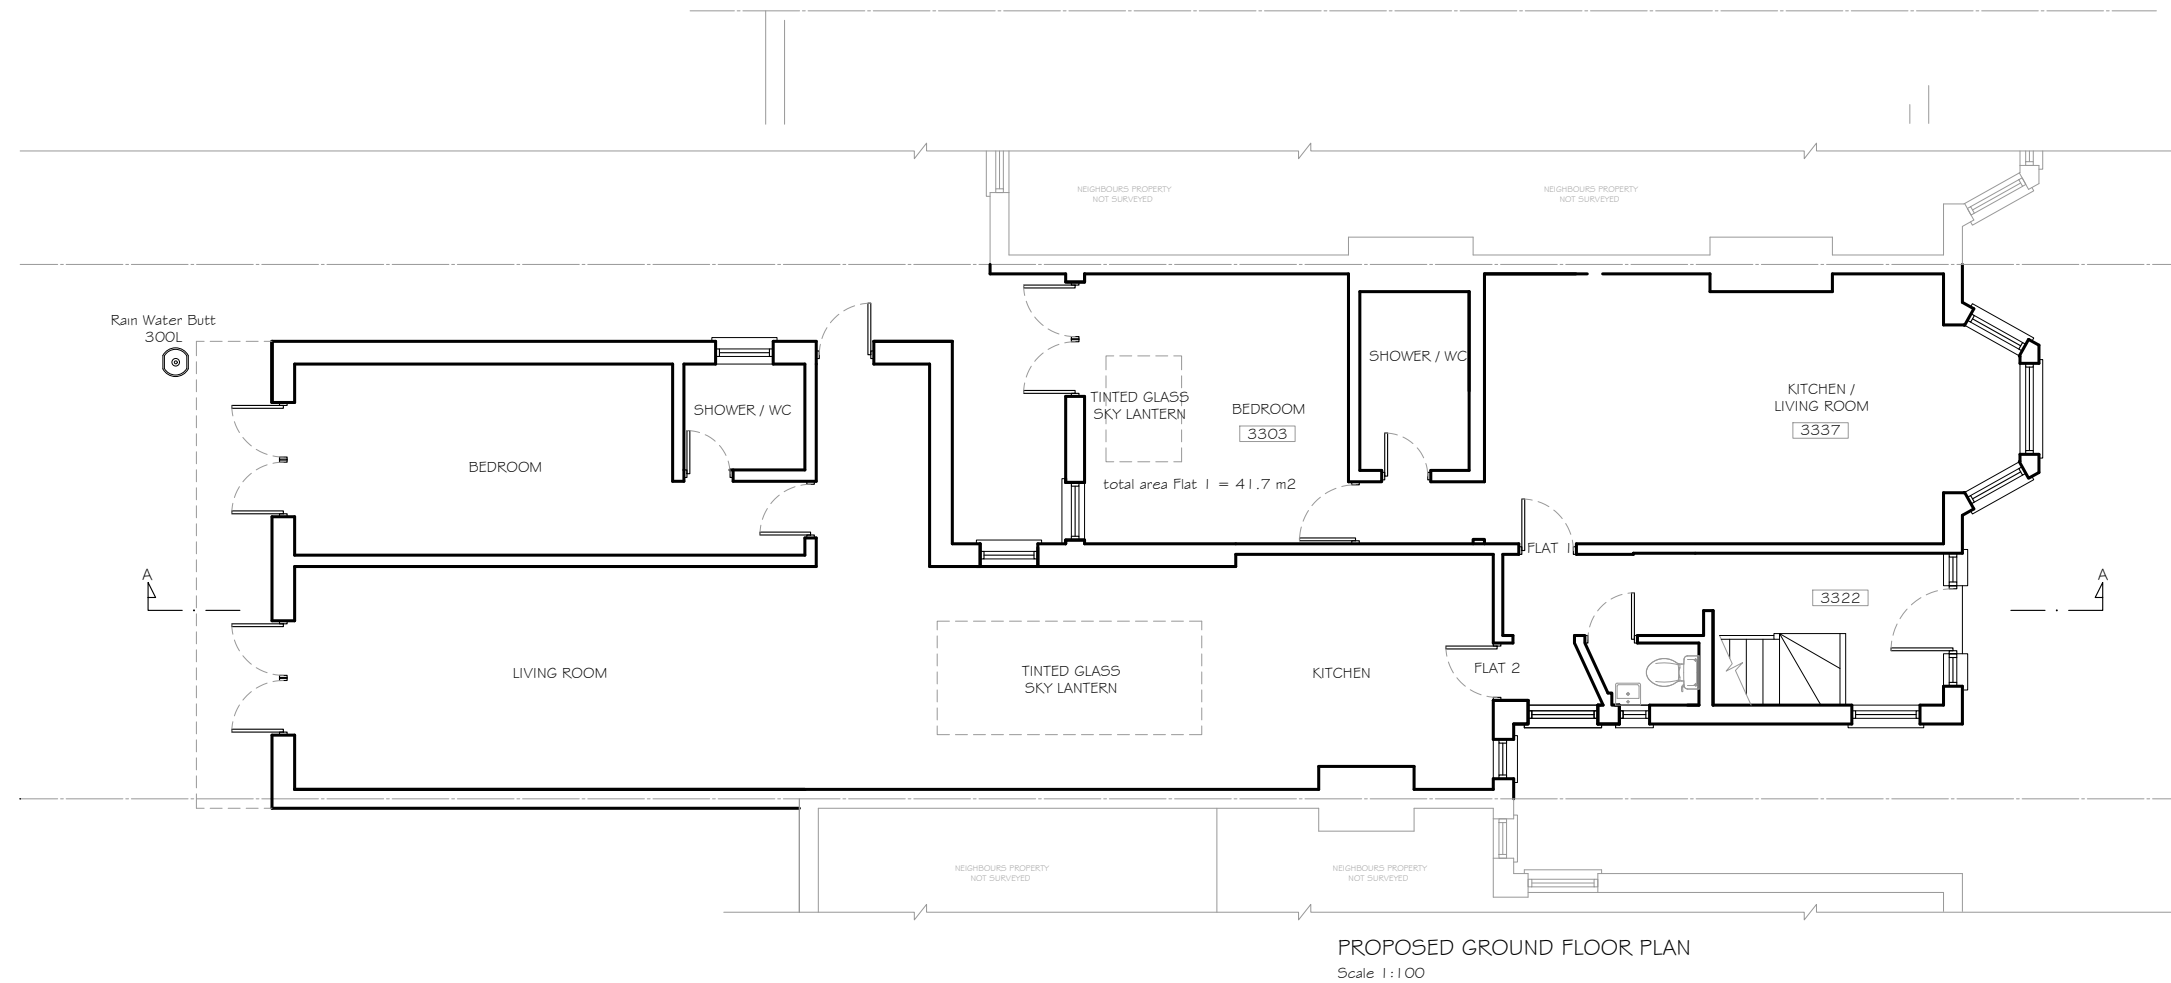 NEIGHBOURS PROPERTY
NOT SURVEYED
NEIGHBOURS PROPERTY
NOT SURVEYED
Rain Water Butt
300L
SHOWER / WC
BEDROOM
TINTED GLASS
SKY LANTERN
BEDROOM
3303
total area Flat 1 = 41.7 m2
SHOWER / WC
KITCHEN /
LIVING ROOM
3337
FLAT 1
A
A
3322
LIVING ROOM
TINTED GLASS
SKY LANTERN
KITCHEN
FLAT 2
NEIGHBOURS PROPERTY
NOT SURVEYED
NEIGHBOURS PROPERTY
NOT SURVEYED
PROPOSED GROUND FLOOR PLAN
Scale 1:100